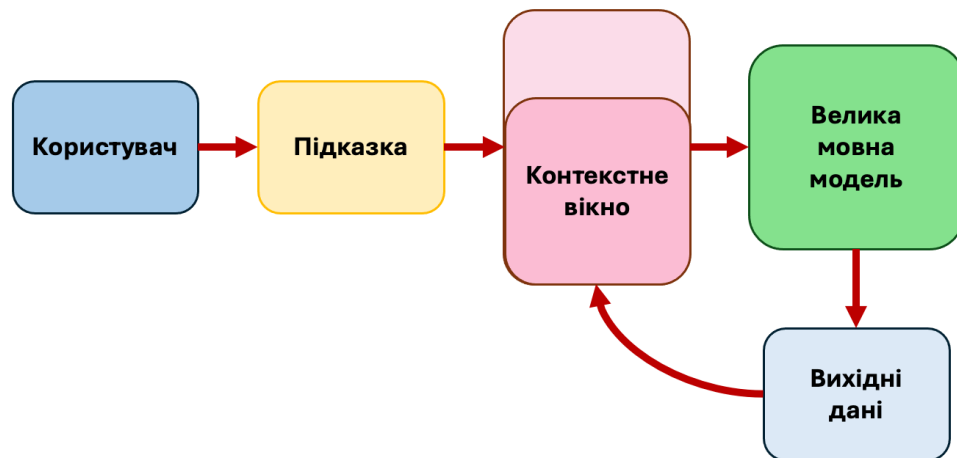 Користувач
Підказка
Контекстне
вікно
Велика
мовна
модель
Вихідні
дані